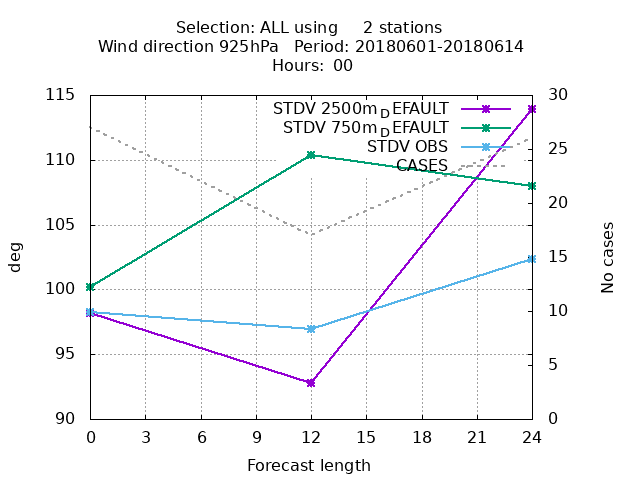 Selection: ALL using 2 stations
Wind direction 925hPa Period: 20180601-20180614
Hours: 00
STDV 2500m_DEFAULT
STDV 750m_DEFAULT
STDV OBS
CASES
115
110
105
100
95
90
30
25
20
15
10
5
0
deg
No cases
0 3 6 9 12 15 18 21 24
Forecast length